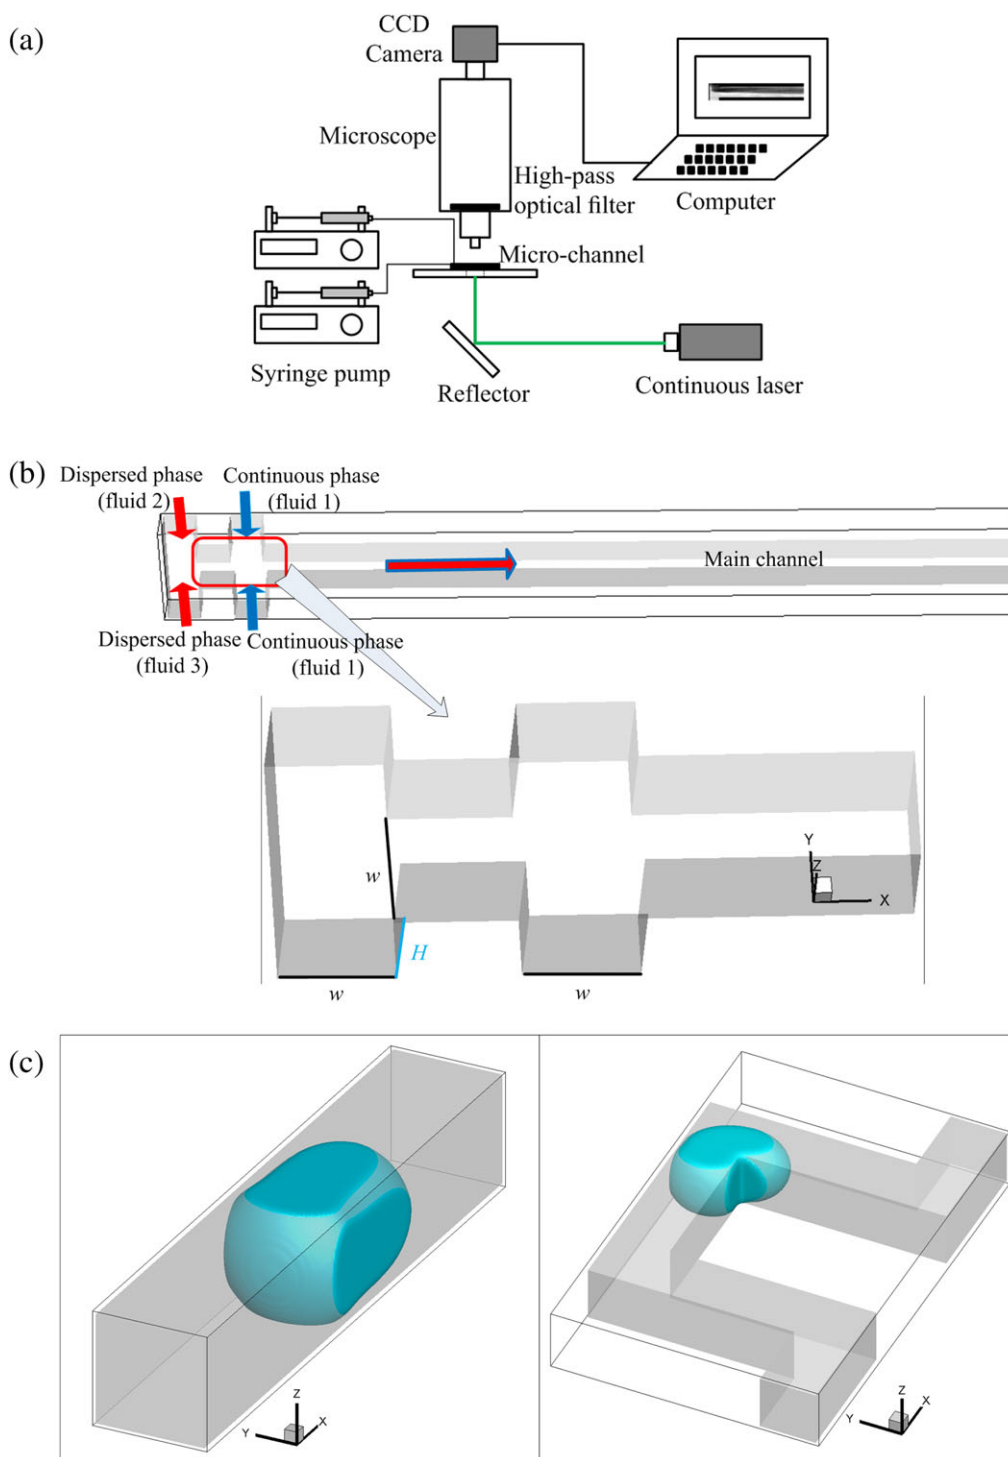 (a)
CCD
Camera
Microscope
High-pass
optical filter
Computer
Micro-channel
Syringe pump
Reflector
Continuous laser
(b)
Dispersed phase
(fluid 2)
Continuous phase
(fluid 1)
Main channel
Dispersed phase
(fluid 3)
Continuous phase
(fluid 1)
w
H
w
w
Y
Z
X
(c)
Z
X
Y
Z
X
Y